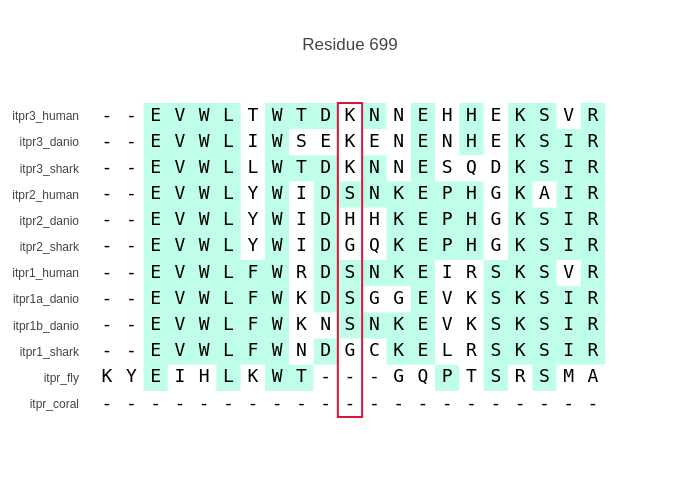 Residue 699
itpr3_human - - E V W L T W T D K N N E H H E K S V R
itpr3_danio - - E V W L I W S E K E N E N H E K S I R
itpr3_shark - - E V W L L W T D K N N E S Q D K S I R
itpr2_human - - E V W L Y W I D S N K E P H G K A I R
itpr2_danio - - E V W L Y W I D H H K E P H G K S I R
itpr2_shark - - E V W L Y W I D G Q K E P H G K S I R
itpr1_human - - E V W L F W R D S N K E I R S K S V R
itpr1a_danio - - E V W L F W K D S G G E V K S K S I R
itpr1b_danio - - E V W L F W K N S N K E V K S K S I R
itpr1_shark - - E V W L F W N D G C K E L R S K S I R
itpr_fly K Y E I H L K W T - - - G Q P T S R S M A
itpr_coral - - - - - - - - - - - - - - - - - - - - -